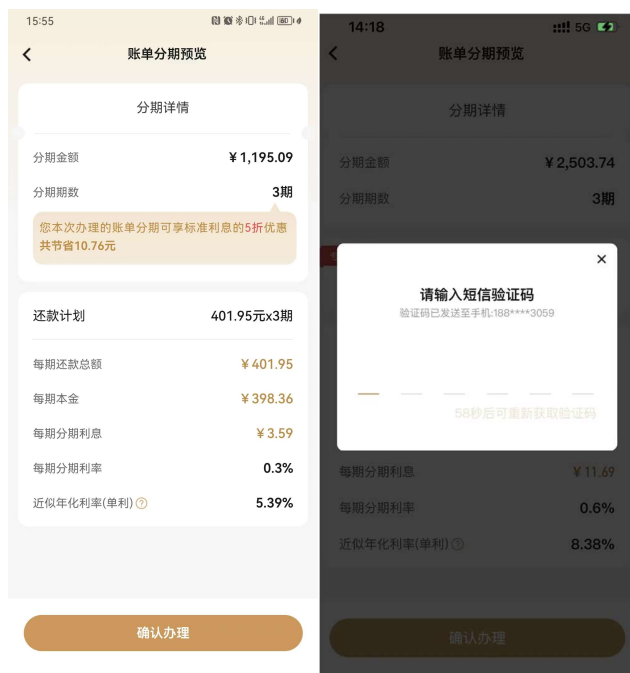 15:55
账单分期预览
分期详情
分期金额 ¥1,195.09
分期期数 3期
您本次办理的账单分期可享标准利息的5折优惠
共节省10.76元
还款计划 401.95元x3期
每期还款总额 ¥401.95
每期本金 ¥398.36
每期分期利息 ¥3.59
每期分期利率 0.3%
近似年化利率(单利) 5.39%
确认办理
14:18 5G
账单分期预览
分期详情
分期金额 ¥2,503.74
分期期数 3期
请输入短信验证码
验证码已发送至手机:188****3059
58秒后可重新获取验证码
每期分期利息 ¥11.69
每期分期利率 0.6%
近似年化利率(单利) 8.38%
确认办理